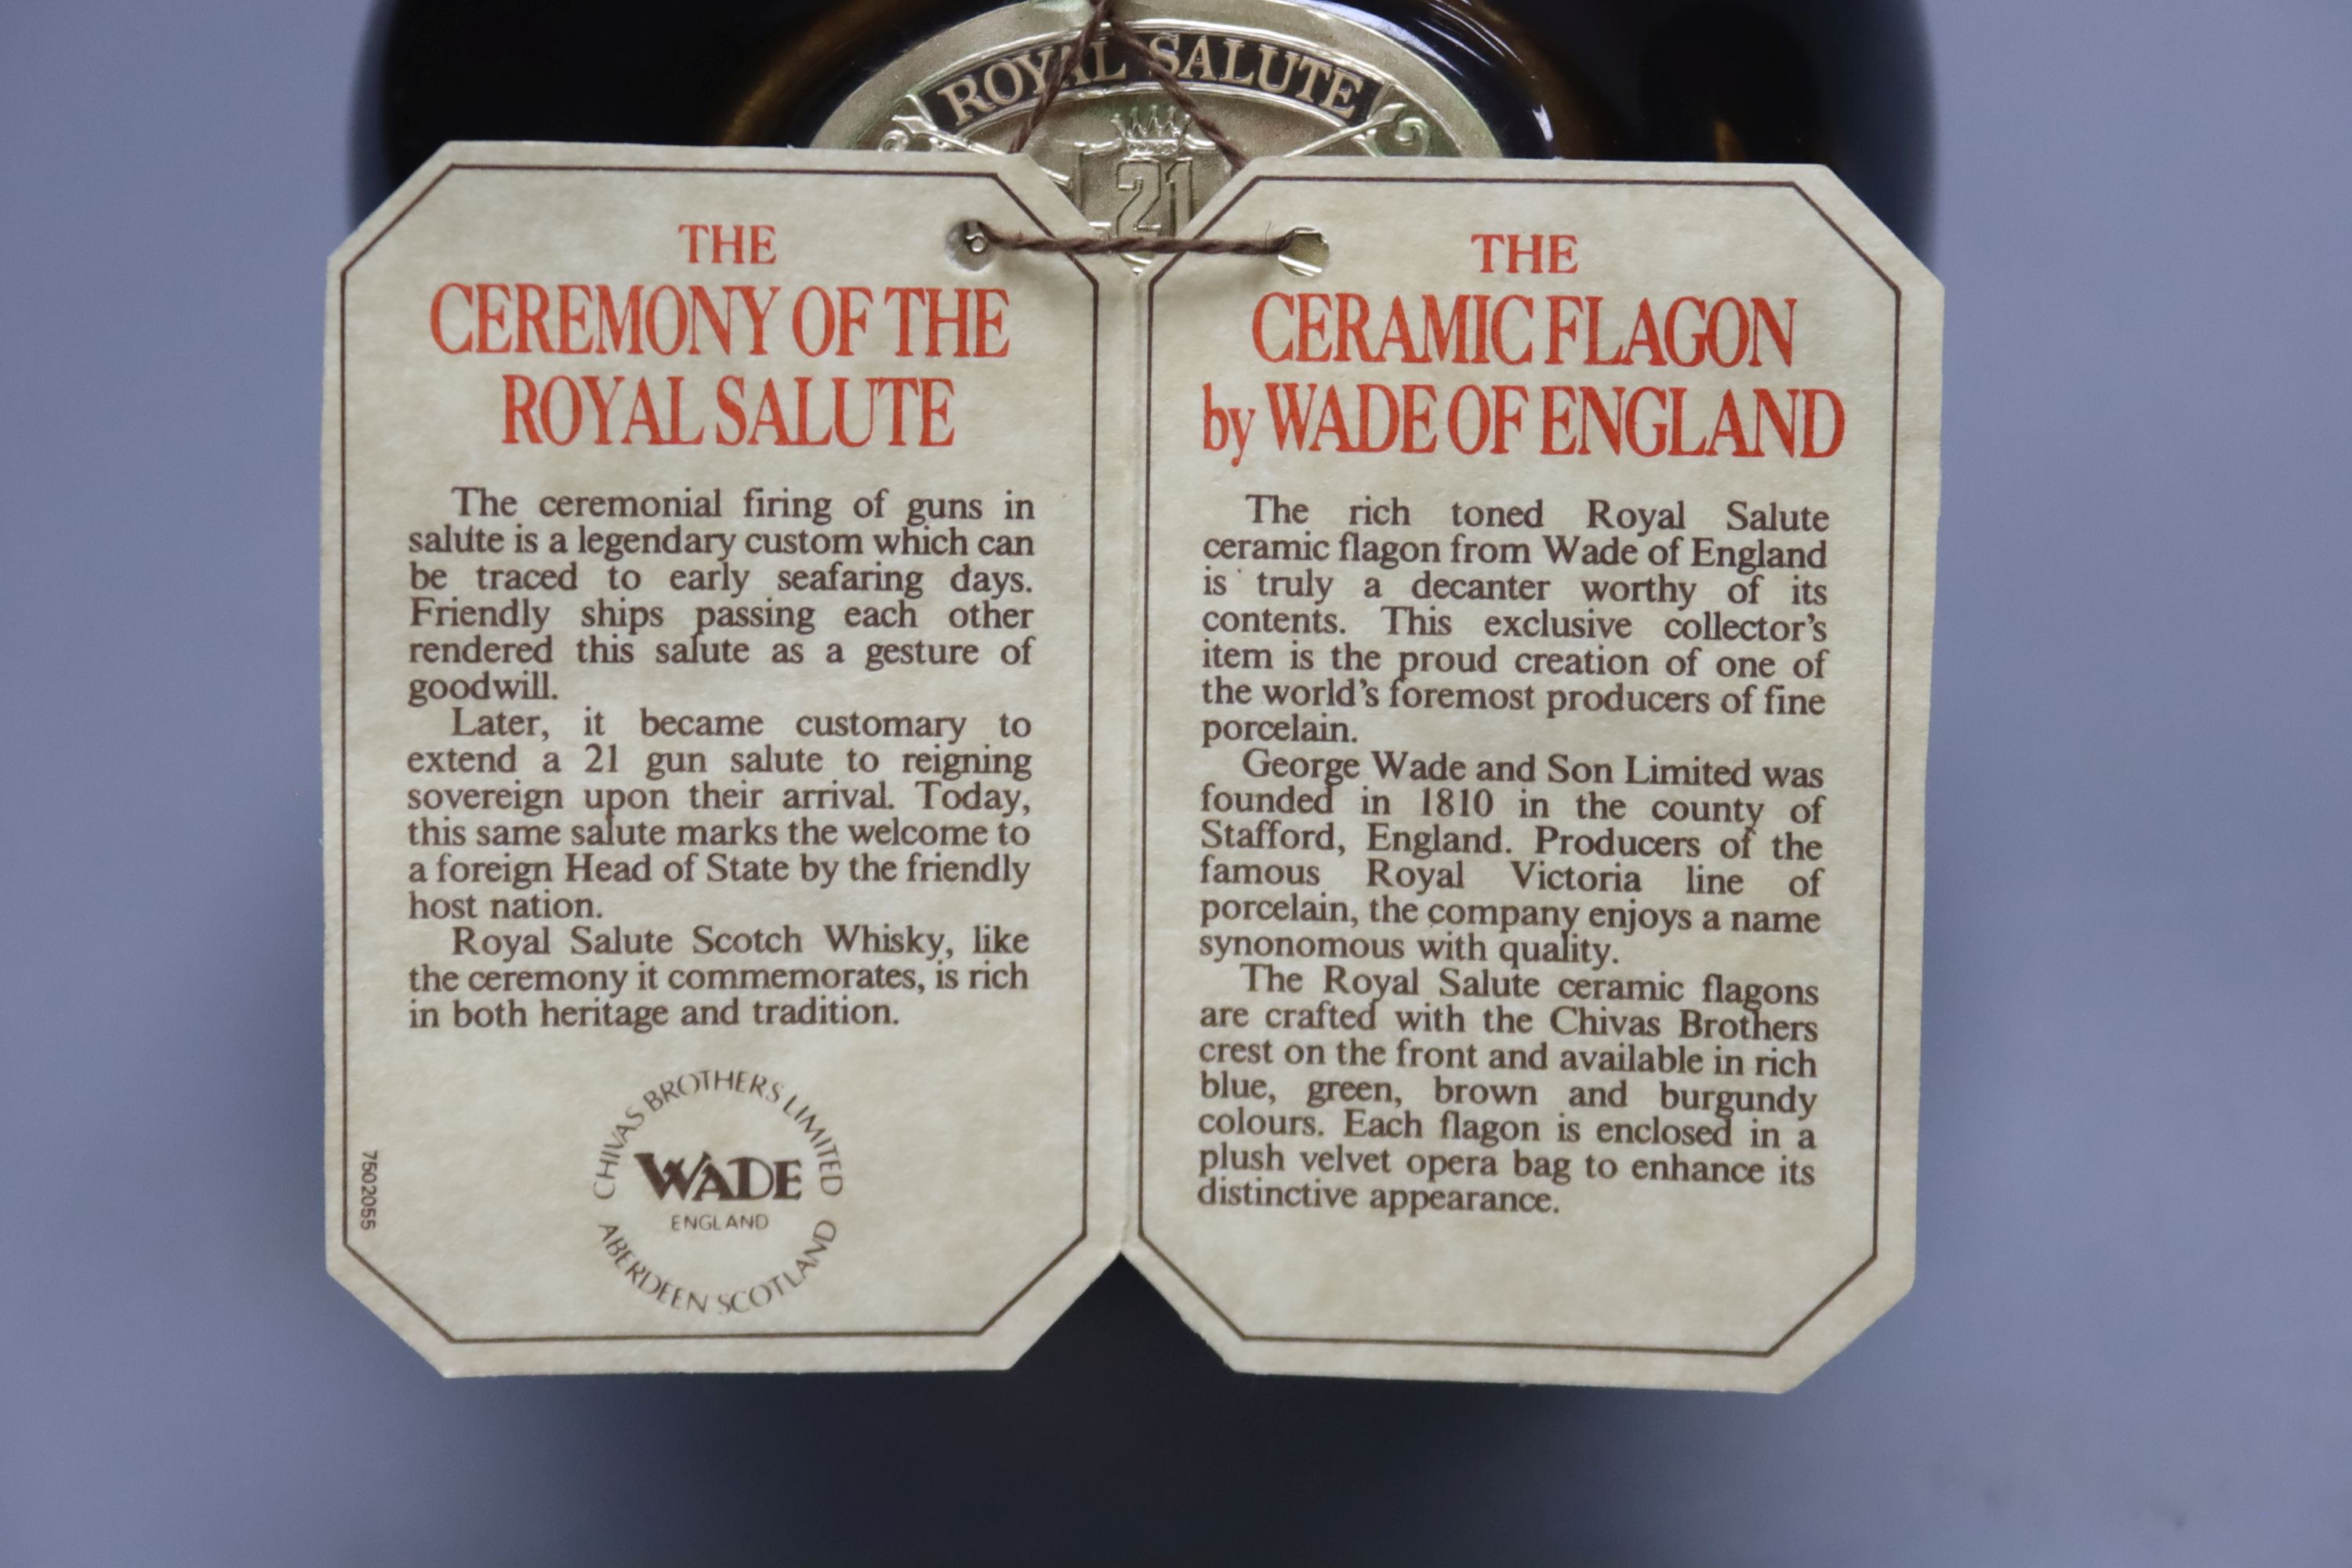 ROYAL SALUTE
21
THE
CEREMONY OF THE
ROYAL SALUTE
The ceremonial firing of guns in
salute is a legendary custom which can
be traced to early seafaring days.
Friendly ships passing each other
rendered this salute as a gesture of
goodwill.
Later, it became customary to
extend a 21 gun salute to reigning
sovereign upon their arrival. Today,
this same salute marks the welcome to
a foreign Head of State by the friendly
host nation.
Royal Salute Scotch Whisky, like
the ceremony it commemorates, is rich
in both heritage and tradition.
CHIVAS BROTHERS LIMITED
WADE
ENGLAND
ABERDEEN SCOTLAND
7502055
THE
CERAMIC FLAGON
by WADE OF ENGLAND
The rich toned Royal Salute
ceramic flagon from Wade of England
is truly a decanter worthy of its
contents. This exclusive collector's
item is the proud creation of one of
the world's foremost producers of fine
porcelain.
George Wade and Son Limited was
founded in 1810 in the county of
Stafford, England. Producers of the
famous Royal Victoria line of
porcelain, the company enjoys a name
synonomous with quality.
The Royal Salute ceramic flagons
are crafted with the Chivas Brothers
crest on the front and available in rich
blue, green, brown and burgundy
colours. Each flagon is enclosed in a
plush velvet opera bag to enhance its
distinctive appearance.